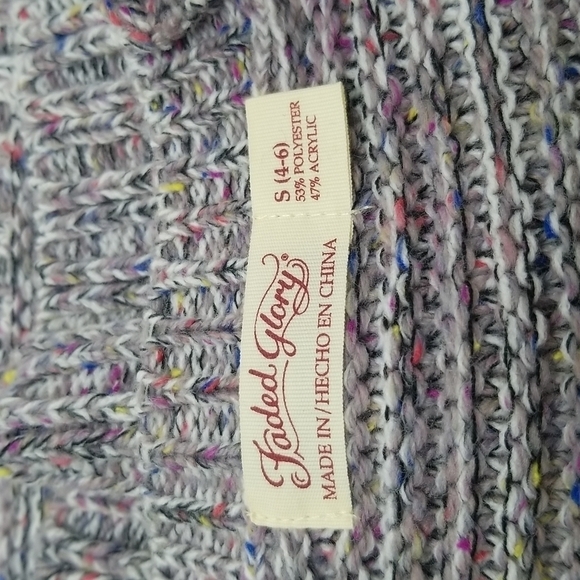 Faded Glory®
MADE IN/HECHO EN CHINA
S (4-6)
53% POLYESTER
47% ACRYLIC